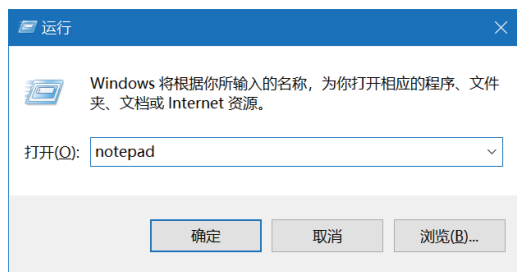 运行
Windows 将根据你所输入的名称，为你打开相应的程序、文件
夹、文档或 Internet 资源。
打开(O): notepad
确定 取消 浏览(B)...